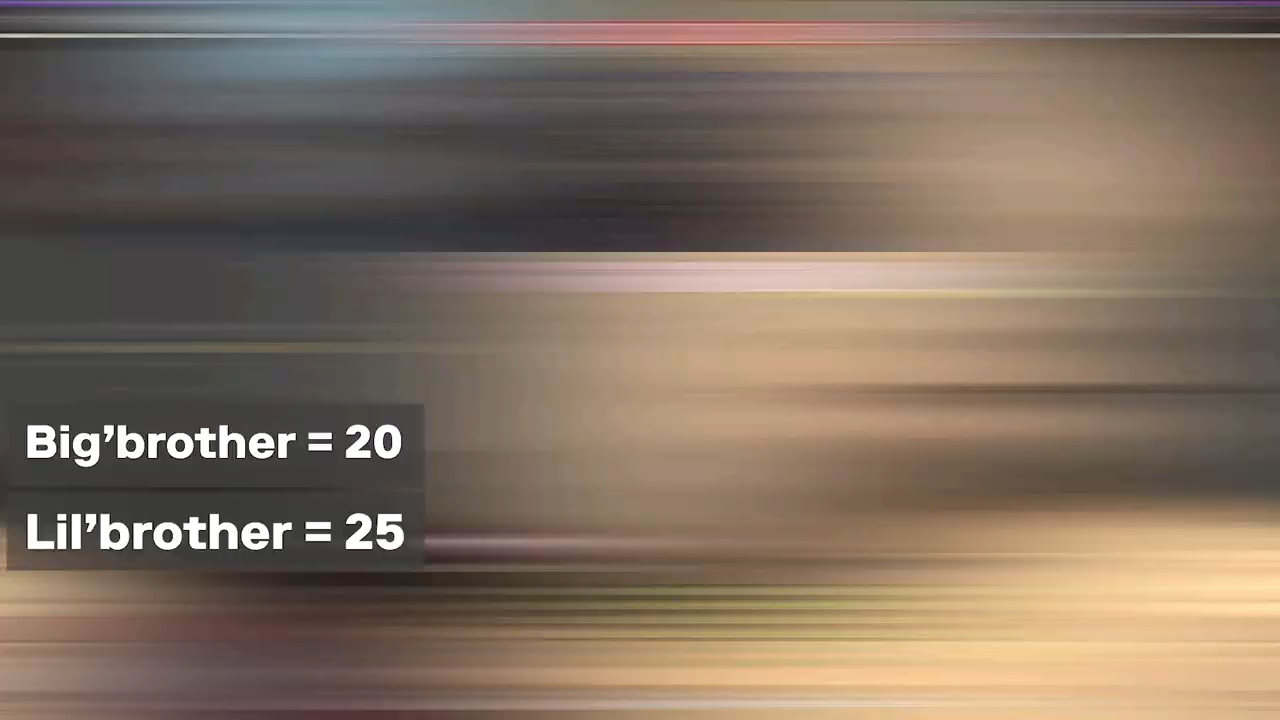 Big’brother = 20
Lil’brother = 25